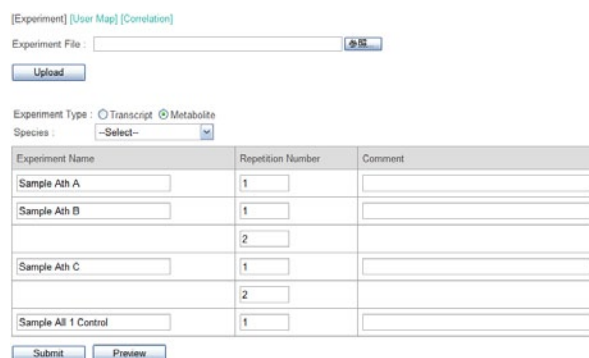 [Experiment] [User Map] [Correlation]
Experiment File :
参照...
Upload
Experiment Type : Transcript Metabolite
Species : --Select--
Experiment Name Repetition Number Comment
Sample Ath A 1
Sample Ath B 1
2
Sample Ath C 1
2
Sample All 1 Control 1
Submit Preview